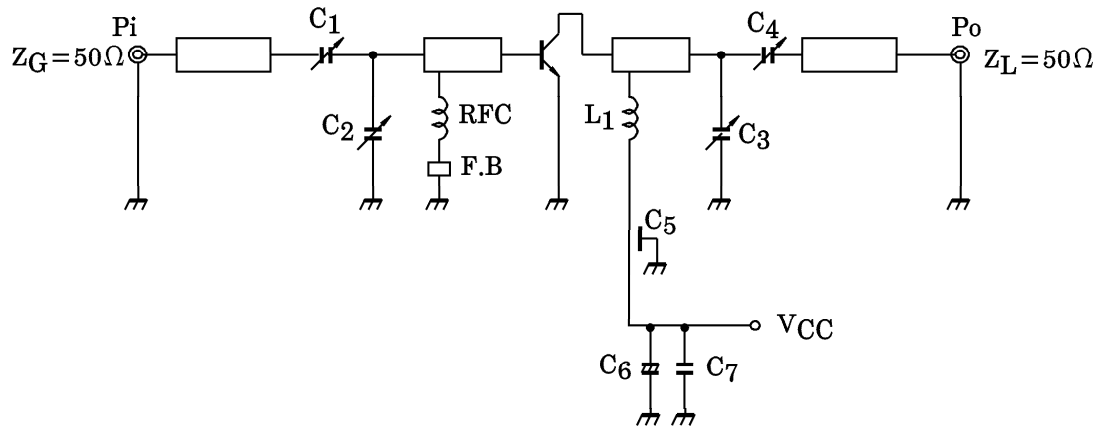 Pi
C1
C4
Po
ZG=50Ω
ZL=50Ω
C2
RFC
L1
C3
F.B
C5
VCC
C6
C7